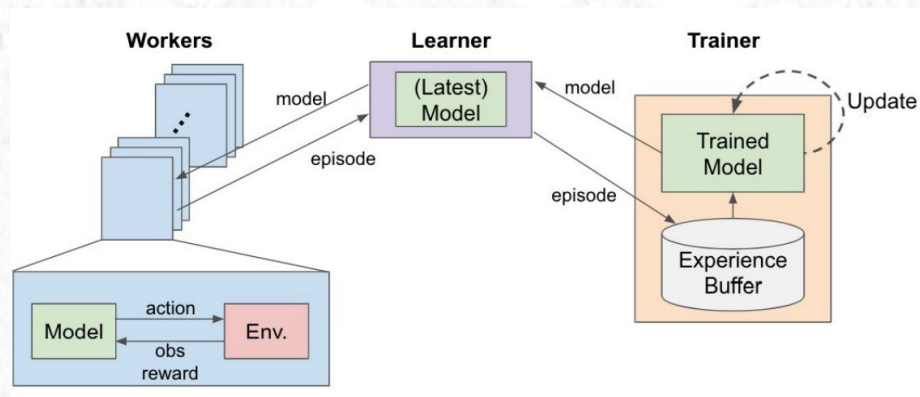 Workers
Learner
Trainer
model
episode
(Latest)
Model
model
episode
Update
Trained
Model
Experience
Buffer
Model
action
obs
reward
Env.